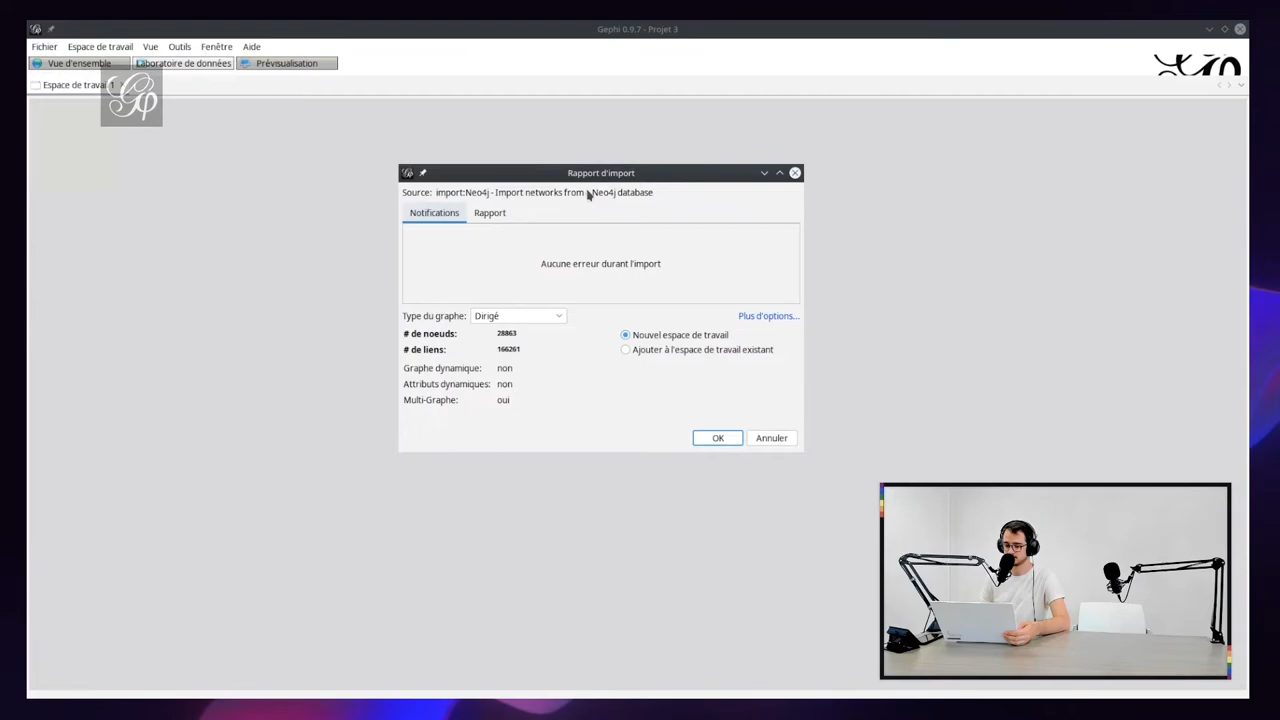 Gephi 0.9.7 - Projet 3
Fichier Espace de travail Vue Outils Fenêtre Aide
Vue d'ensemble Laboratoire de données Prévisualisation
Espace de travail 1
Rapport d'import
Source: import:Neo4j - Import networks from a Neo4j database
Notifications Rapport
Aucune erreur durant l'import
Type du graphe: Dirigé Plus d'options...
# de noeuds: 28863 Nouvel espace de travail
# de liens: 166261 Ajouter à l'espace de travail existant
Graphe dynamique: non
Attributs dynamiques: non
Multi-Graphe: oui
OK Annuler